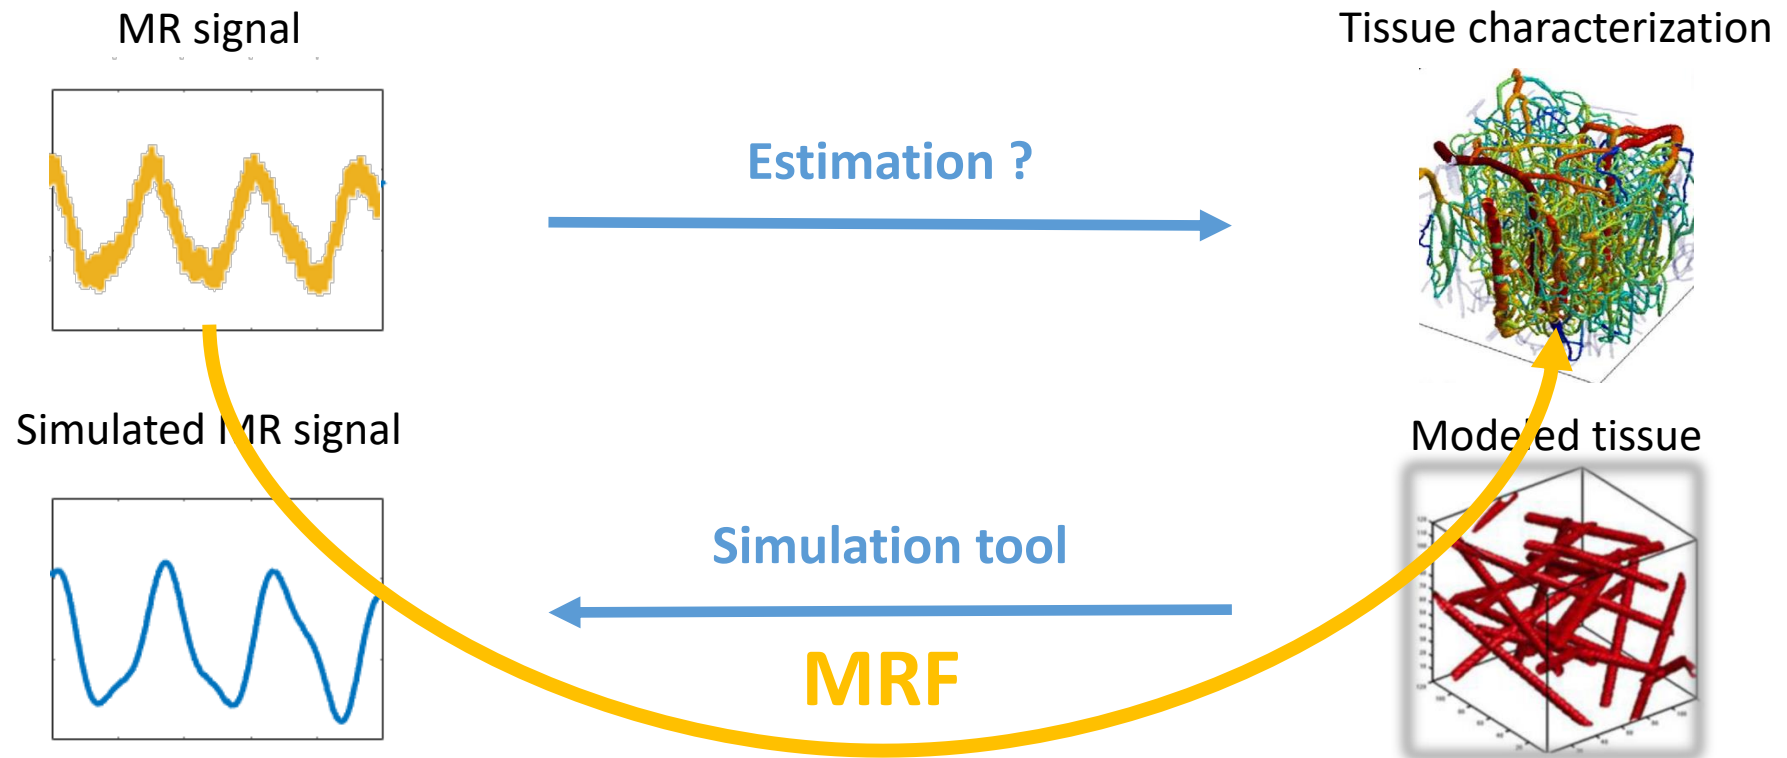 MR signal
Tissue characterization
Estimation ?
Simulated MR signal
Modeled tissue
Simulation tool
MRF